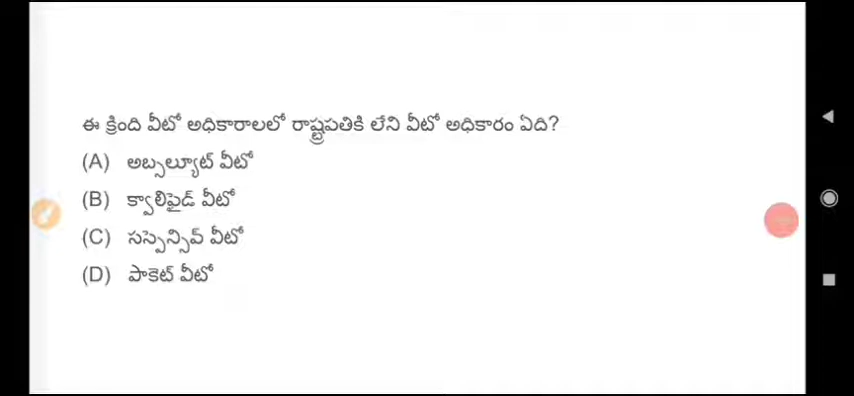 ఈ క్రింది వీటో అధికారాలలో రాష్ట్రపతికి లేని వీటో అధికారం ఏది?
(A) అబ్సల్యూట్ వీటో
(B) క్వాలిఫైడ్ వీటో
(C) సస్పెన్సివ్ వీటో
(D) పాకెట్ వీటో